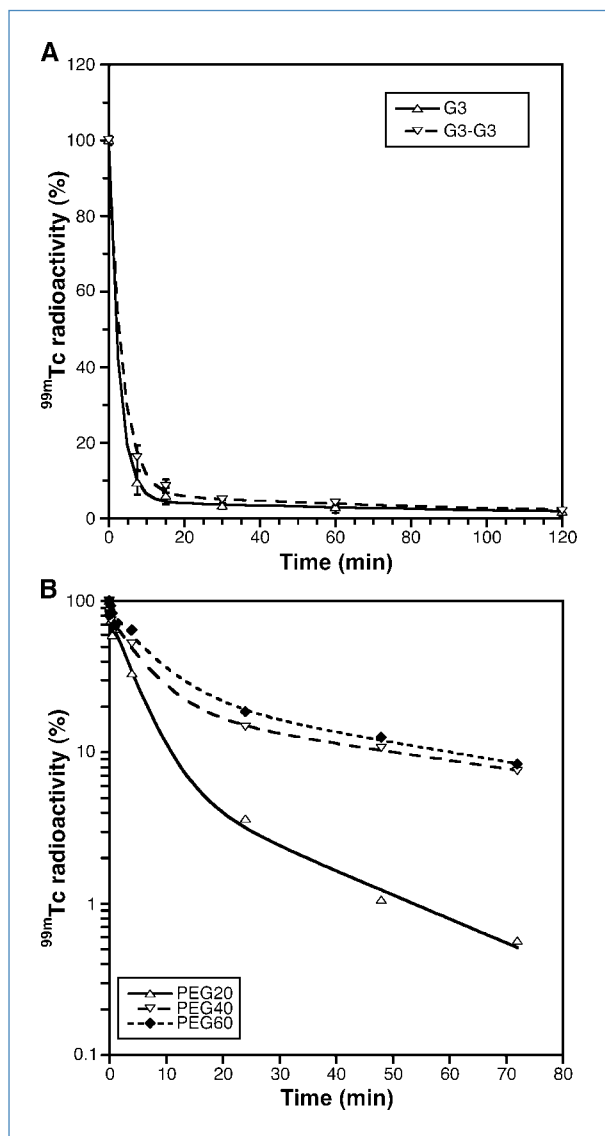 A
120
100
80
60
40
20
0
99mTc radioactivity (%)
G3
G3-G3
0 20 40 60 80 100 120
Time (min)
B
100
10
1
0.1
99mTc radioactivity (%)
PEG20
PEG40
PEG60
0 10 20 30 40 50 60 70 80
Time (min)